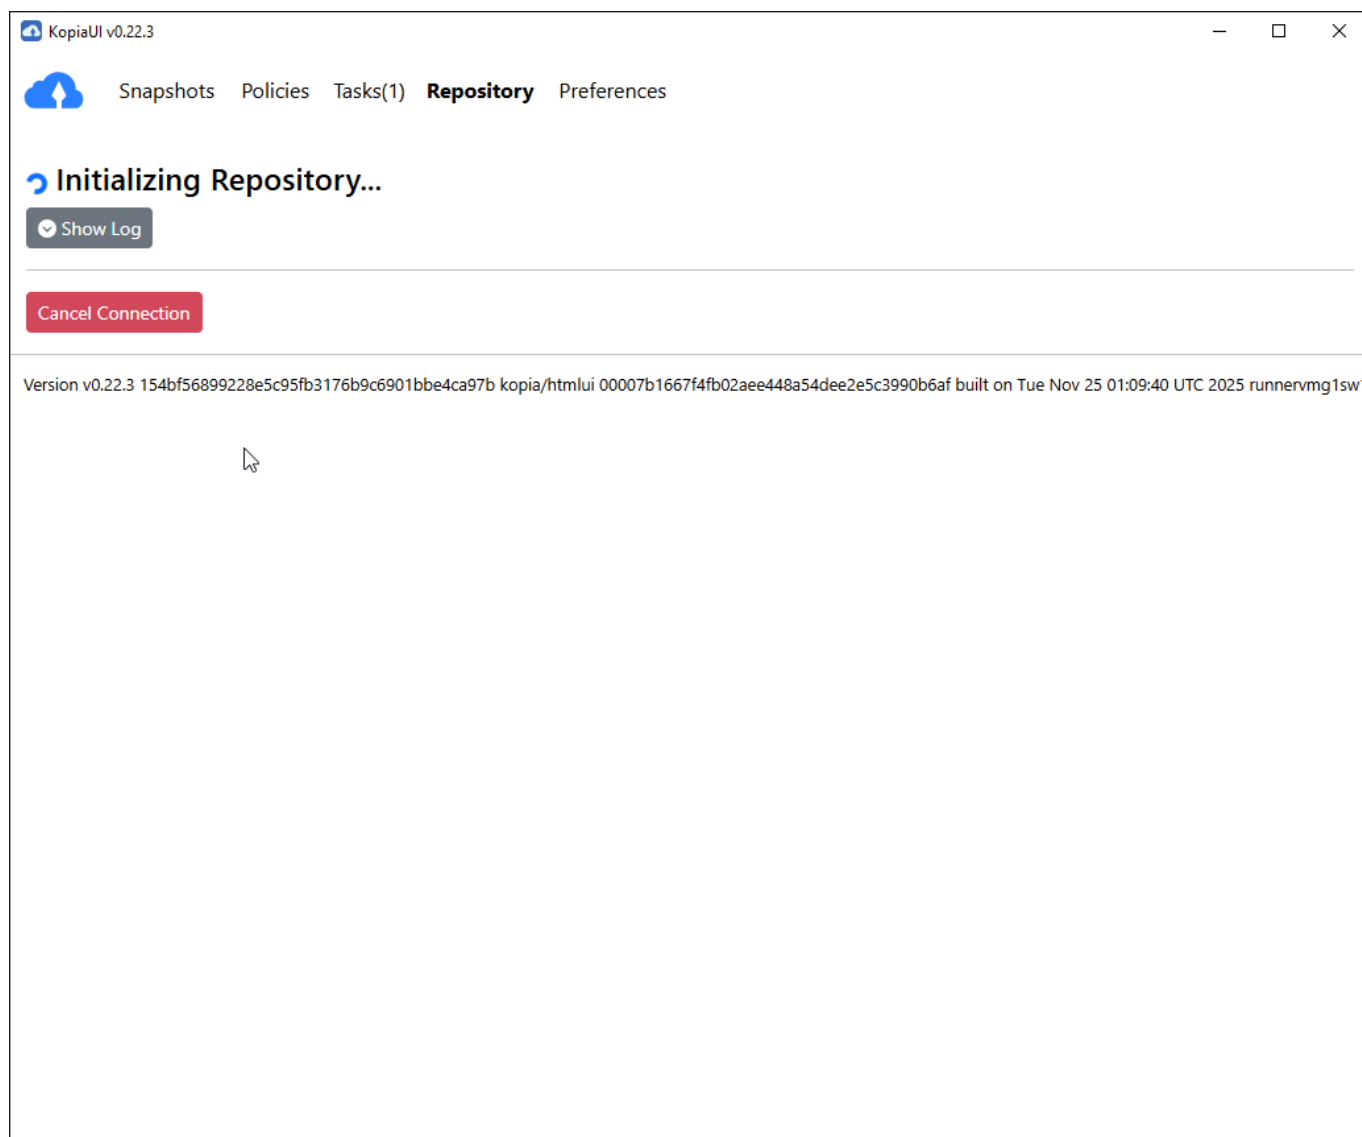 KopiaUI v0.22.3
Snapshots Policies Tasks(1) Repository Preferences
Initializing Repository...
Show Log
Cancel Connection
Version v0.22.3 154bf56899228e5c95fb3176b9c6901bbe4ca97b kopia/htmlui 00007b1667f4fb02aee448a54dee2e5c3990b6af built on Tue Nov 25 01:09:40 UTC 2025 runnervmg1sw